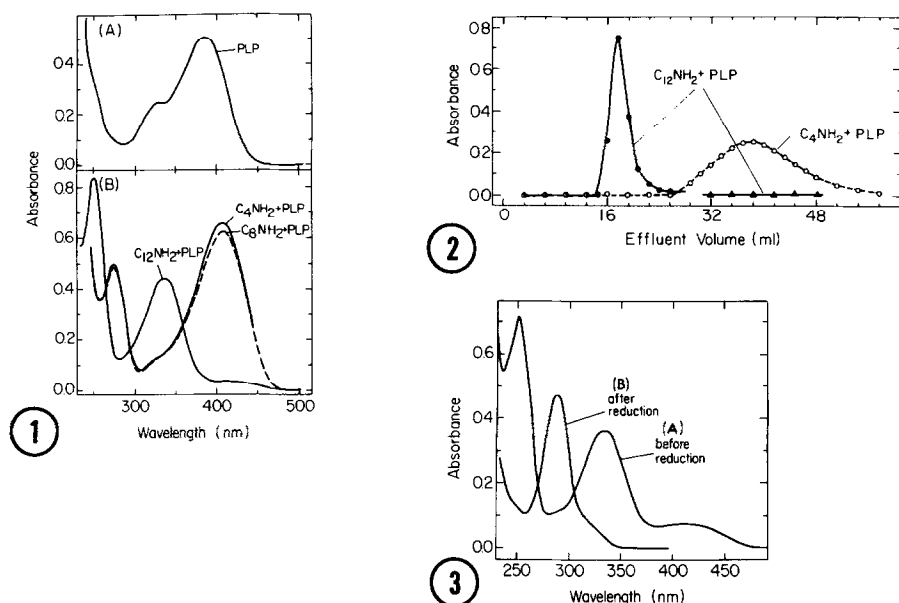 (A)
PLP
0.4
0.2
0.0
(B)
0.8
0.6
0.4
0.2
0.0
C₄NH₂+PLP
C₈NH₂+PLP
C₁₂NH₂+PLP
300
400
500
Absorbance
Wavelength (nm)
1
0.8
0.6
0.4
0.2
0.0
C₁₂NH₂+ PLP
C₄NH₂+ PLP
0
16
32
48
Absorbance
Effluent Volume (ml)
2
0.6
0.4
0.2
0.0
(B)
after
reduction
(A)
before
reduction
250
300
350
400
450
Absorbance
Wavelength (nm)
3